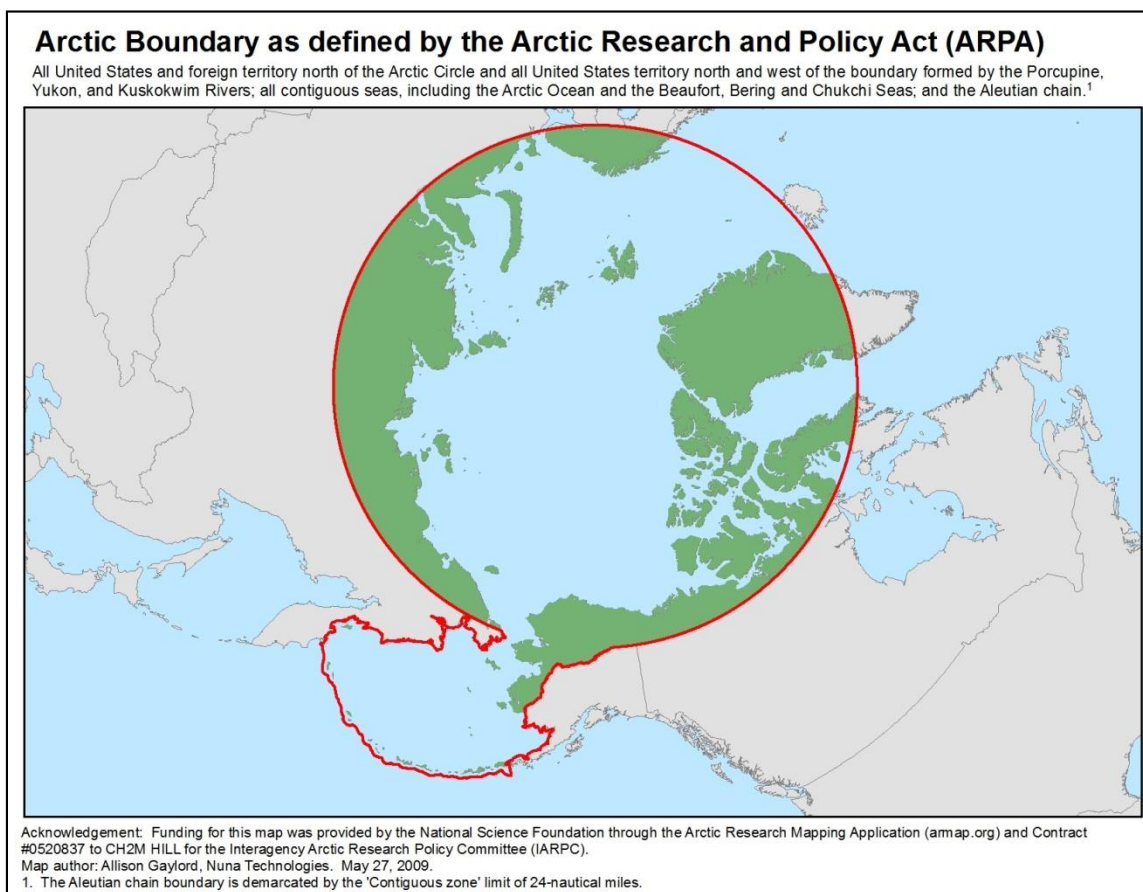 Arctic Boundary as defined by the Arctic Research and Policy Act (ARPA)
All United States and foreign territory north of the Arctic Circle and all United States territory north and west of the boundary formed by the Porcupine,
Yukon, and Kuskokwim Rivers; all contiguous seas, including the Arctic Ocean and the Beaufort, Bering and Chukchi Seas; and the Aleutian chain.¹
Acknowledgement: Funding for this map was provided by the National Science Foundation through the Arctic Research Mapping Application (armap.org) and Contract
#0520837 to CH2M HILL for the Interagency Arctic Research Policy Committee (IARPC).
Map author: Allison Gaylord, Nuna Technologies. May 27, 2009.
1. The Aleutian chain boundary is demarcated by the 'Contiguous zone' limit of 24-nautical miles.